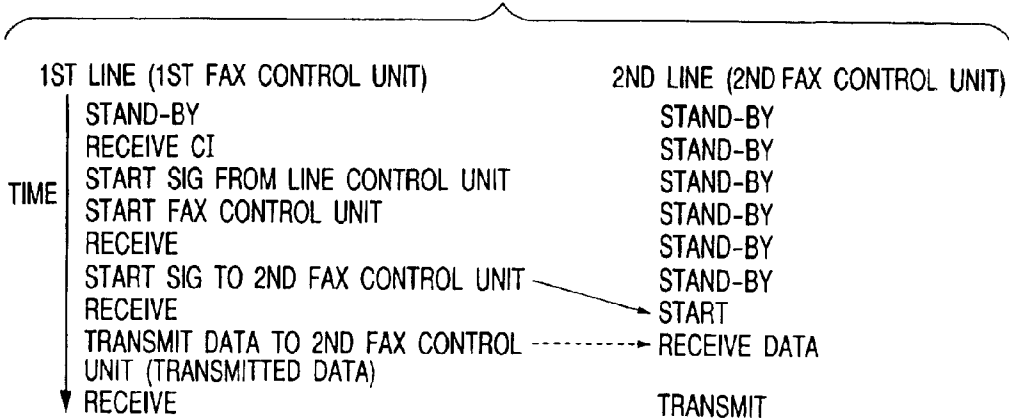 1ST LINE (1ST FAX CONTROL UNIT)
STAND-BY
RECEIVE CI
START SIG FROM LINE CONTROL UNIT
START FAX CONTROL UNIT
RECEIVE
START SIG TO 2ND FAX CONTROL UNIT
RECEIVE
TRANSMIT DATA TO 2ND FAX CONTROL
UNIT (TRANSMITTED DATA)
RECEIVE
TIME
2ND LINE (2ND FAX CONTROL UNIT)
STAND-BY
STAND-BY
STAND-BY
STAND-BY
STAND-BY
STAND-BY
START
RECEIVE DATA
TRANSMIT